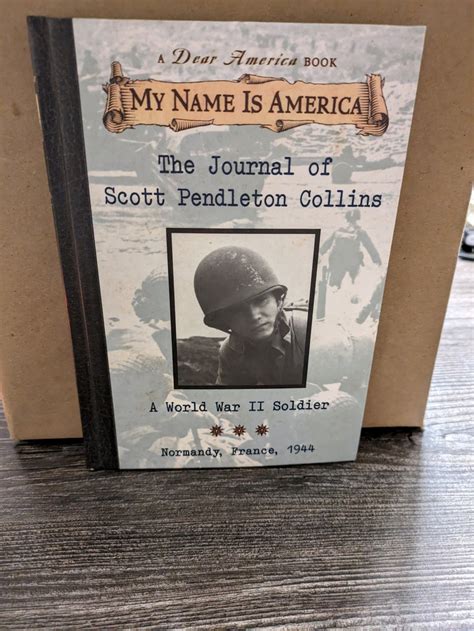 A Dear America BOOK
MY NAME IS AMERICA
The Journal of
Scott Pendleton Collins
A World War II Soldier
Normandy, France, 1944